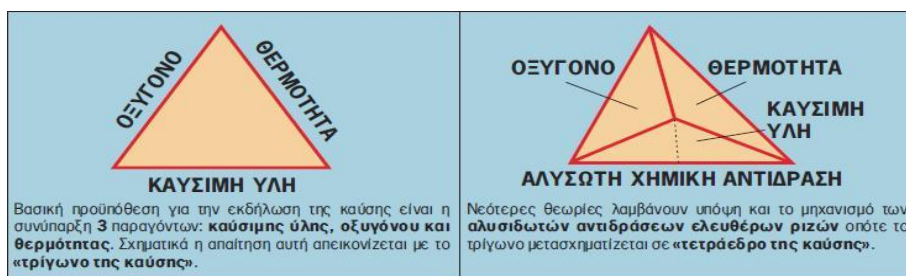 ΟΞΥΓΟΝΟ
ΘΕΡΜΟΤΗΤΑ
ΚΑΥΣΙΜΗ ΥΛΗ
Βασική προϋπόθεση για την εκδήλωση της καύσης είναι η
συνύπαρξη 3 παραγόντων: καύσιμης ύλης, οξυγόνου και
θερμότητας. Σχηματικά η απαίτηση αυτή απεικονίζεται με το
«τρίγωνο της καύσης».
ΟΞΥΓΟΝΟ
ΘΕΡΜΟΤΗΤΑ
ΚΑΥΣΙΜΗ
ΥΛΗ
ΑΛΥΣΩΤΗ ΧΗΜΙΚΗ ΑΝΤΙΔΡΑΣΗ
Νεότερες θεωρίες λαμβάνουν υπόψη και το μηχανισμό των
αλυσιδωτών αντιδράσεων ελευθέρων ριζών οπότε το
τρίγωνο μετασχηματίζεται σε «τετράεδρο της καύσης».